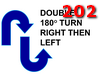 202
DOUBLE
180° TURN
RIGHT THEN
LEFT